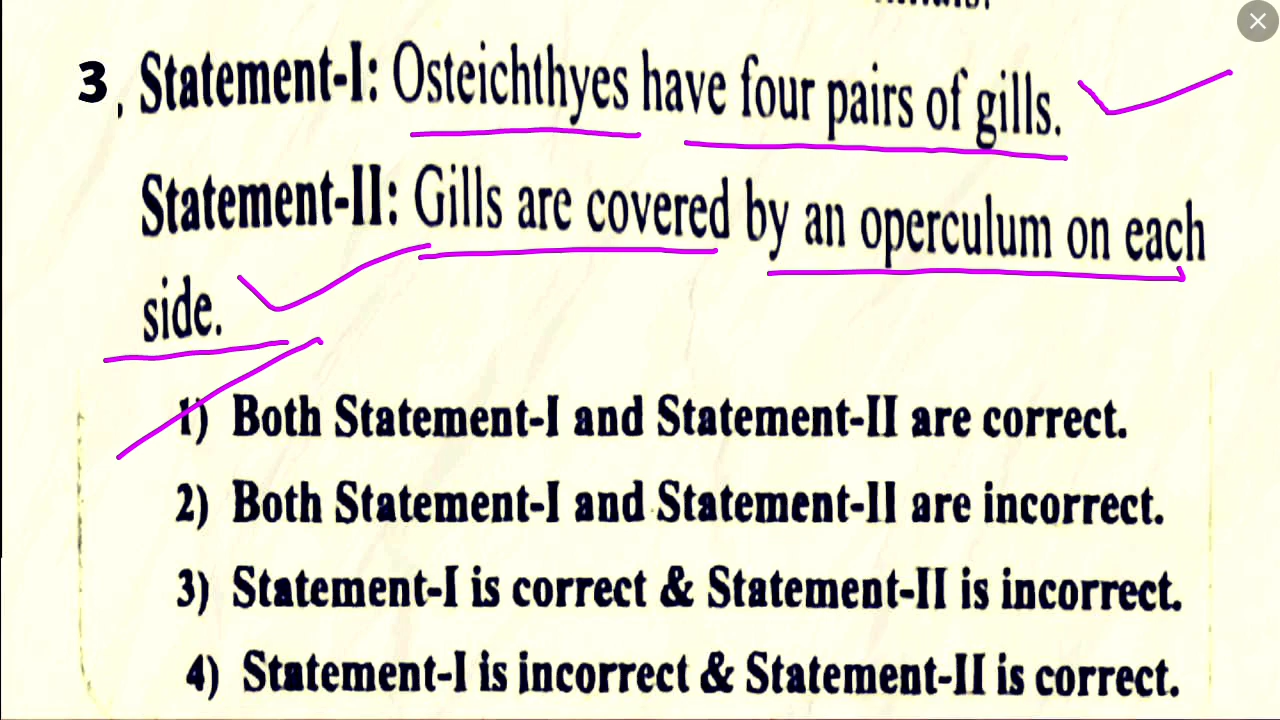 3. Statement-I: Osteichthyes have four pairs of gills.
Statement-II: Gills are covered by an operculum on each
side.
1) Both Statement-I and Statement-II are correct.
2) Both Statement-I and Statement-II are incorrect.
3) Statement-I is correct & Statement-II is incorrect.
4) Statement-I is incorrect & Statement-II is correct.